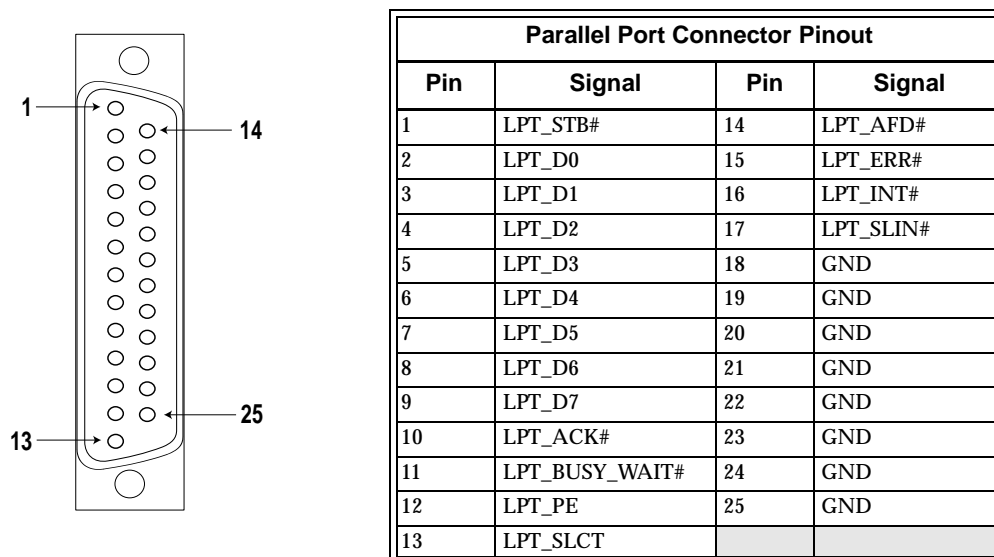 1
14
25
13
Parallel Port Connector Pinout
Pin Signal Pin Signal
1 LPT_STB# 14 LPT_AFD#
2 LPT_D0 15 LPT_ERR#
3 LPT_D1 16 LPT_INT#
4 LPT_D2 17 LPT_SLIN#
5 LPT_D3 18 GND
6 LPT_D4 19 GND
7 LPT_D5 20 GND
8 LPT_D6 21 GND
9 LPT_D7 22 GND
10 LPT_ACK# 23 GND
11 LPT_BUSY_WAIT# 24 GND
12 LPT_PE 25 GND
13 LPT_SLCT